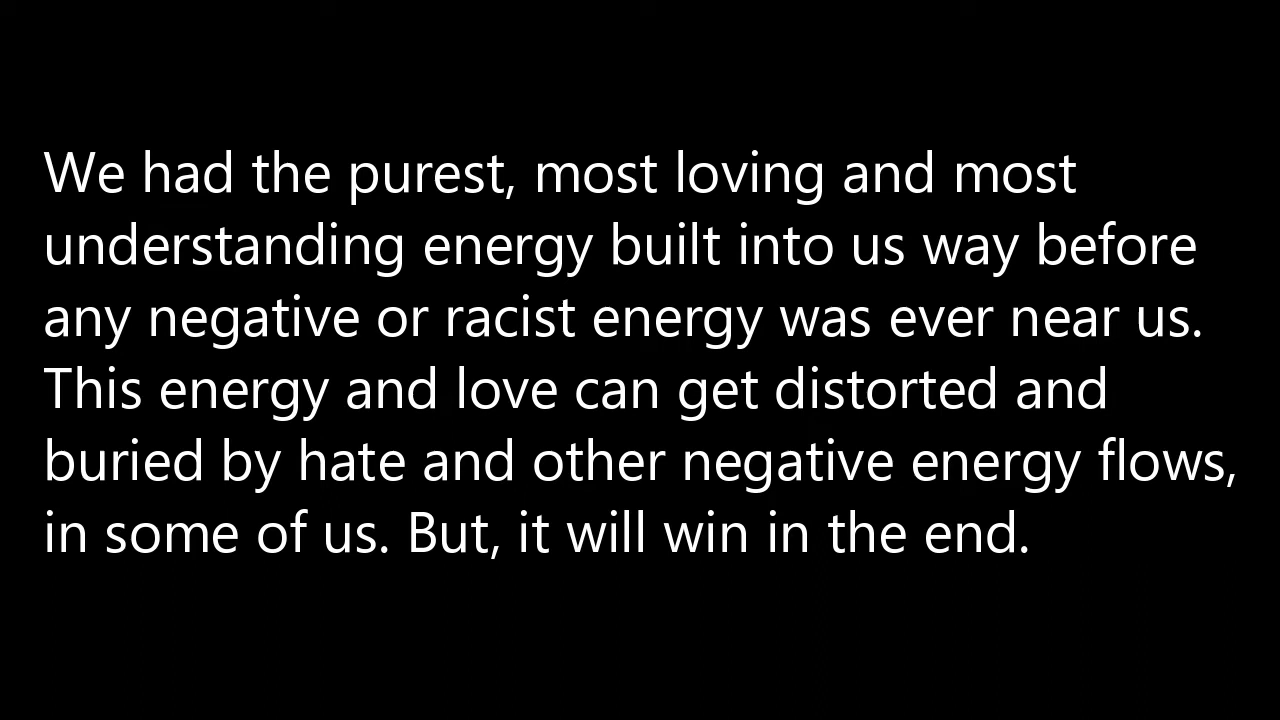 We had the purest, most loving and most
understanding energy built into us way before
any negative or racist energy was ever near us.
This energy and love can get distorted and
buried by hate and other negative energy flows,
in some of us. But, it will win in the end.